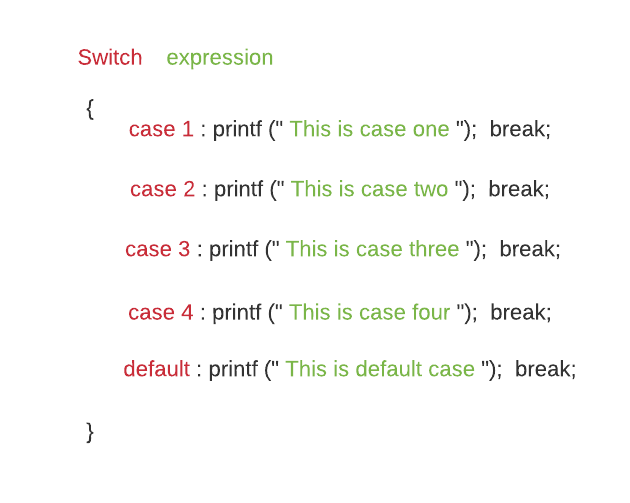 Switch expression
{
case 1 : printf (" This is case one "); break;
case 2 : printf (" This is case two "); break;
case 3 : printf (" This is case three "); break;
case 4 : printf (" This is case four "); break;
default : printf (" This is default case "); break;
}